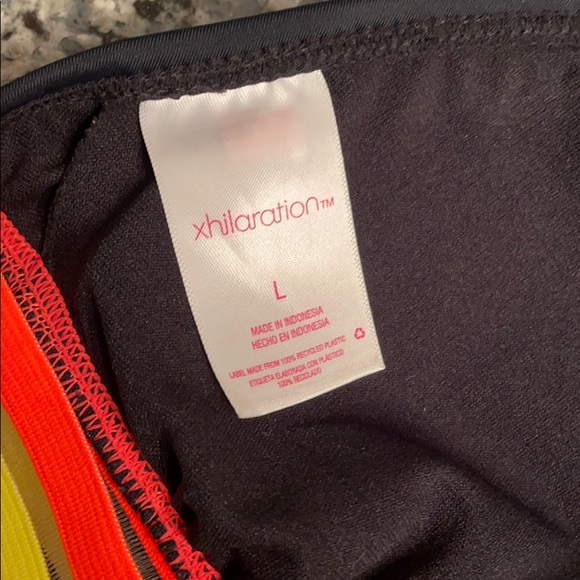 xhilaration™
L
MADE IN INDONESIA
HECHO EN INDONESIA
LABEL MADE FROM 100% RECYCLED PLASTIC
ETIQUETA ELABORADA CON PLÁSTICO
100% RECICLADO